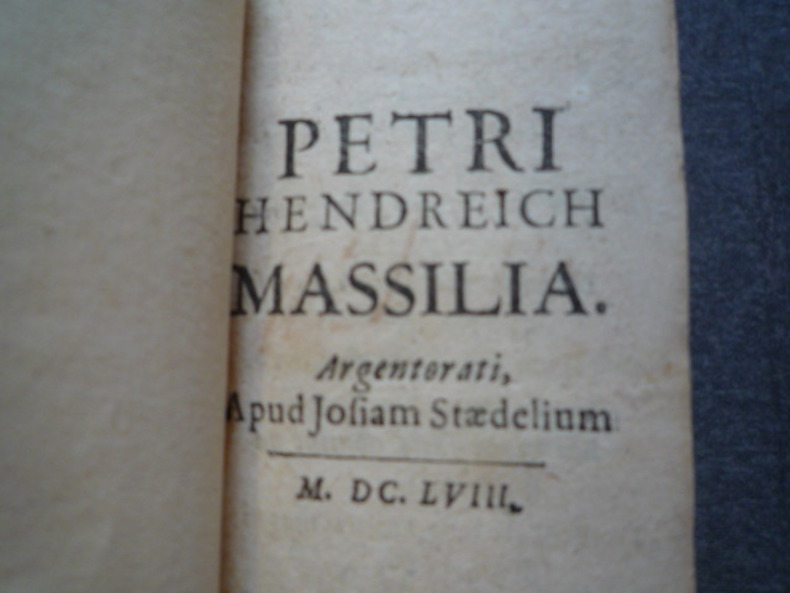 PETRI
HENDREICH
MASSILIA.
Argentorati,
Apud Joſiam Stædelium
M. DC. LVIII.